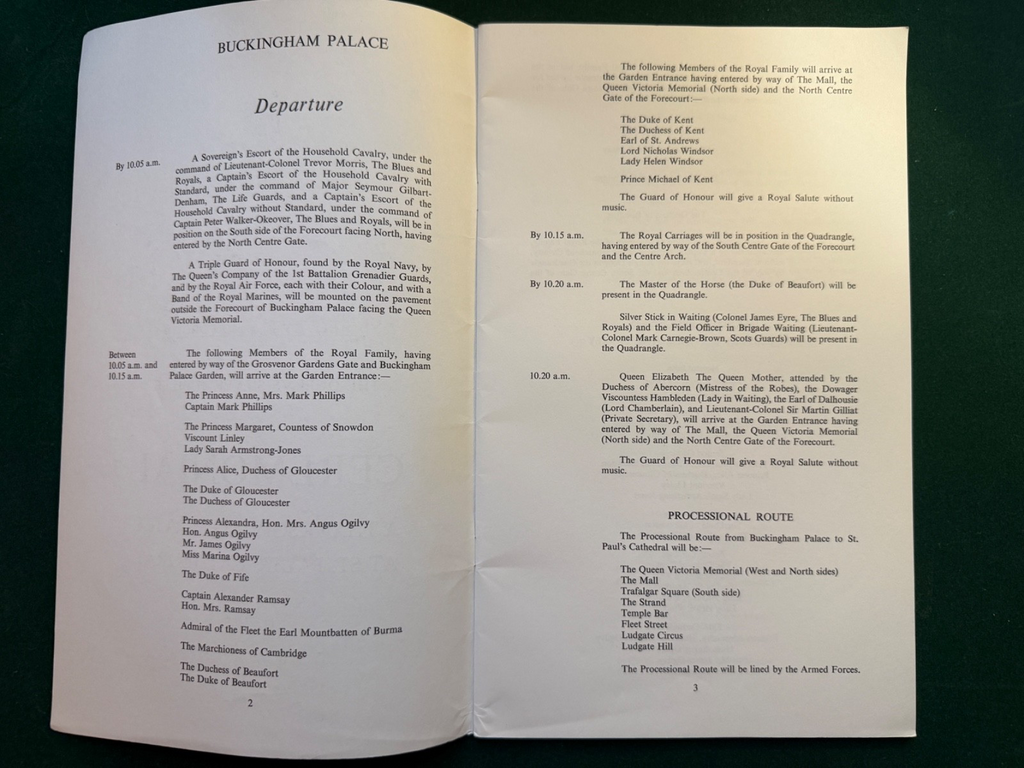 BUCKINGHAM PALACE
Departure
By 10.05 a.m.
A Sovereign's Escort of the Household Cavalry, under the
command of Lieutenant-Colonel Trevor Morris, The Blues and
Royals, a Captain's Escort of the Household Cavalry with
Standard, under the command of Major Seymour Gilbart-
Denham, The Life Guards, and a Captain's Escort of the
Household Cavalry without Standard, under the command of
Captain Peter Walker-Okeover, The Blues and Royals, will be in
position on the South side of the Forecourt facing North, having
entered by the North Centre Gate.
A Triple Guard of Honour, found by the Royal Navy, by
The Queen's Company of the 1st Battalion Grenadier Guards,
and by the Royal Air Force, each with their Colour, and with a
Band of the Royal Marines, will be mounted on the pavement
outside the Forecourt of Buckingham Palace facing the Queen
Victoria Memorial.
Between
10.05 a.m. and
10.15 a.m.
The following Members of the Royal Family, having
entered by way of the Grosvenor Gardens Gate and Buckingham
Palace Garden, will arrive at the Garden Entrance:—
The Princess Anne, Mrs. Mark Phillips
Captain Mark Phillips
The Princess Margaret, Countess of Snowdon
Viscount Linley
Lady Sarah Armstrong-Jones
Princess Alice, Duchess of Gloucester
The Duke of Gloucester
The Duchess of Gloucester
Princess Alexandra, Hon. Mrs. Angus Ogilvy
Hon. Angus Ogilvy
Mr. James Ogilvy
Miss Marina Ogilvy
The Duke of Fife
Captain Alexander Ramsay
Hon. Mrs. Ramsay
Admiral of the Fleet the Earl Mountbatten of Burma
The Marchioness of Cambridge
The Duchess of Beaufort
The Duke of Beaufort
2
The following Members of the Royal Family will arrive at
the Garden Entrance having entered by way of The Mall, the
Queen Victoria Memorial (North side) and the North Centre
Gate of the Forecourt:—
The Duke of Kent
The Duchess of Kent
Earl of St. Andrews
Lord Nicholas Windsor
Lady Helen Windsor
Prince Michael of Kent
The Guard of Honour will give a Royal Salute without
music.
By 10.15 a.m.
The Royal Carriages will be in position in the Quadrangle,
having entered by way of the South Centre Gate of the Forecourt
and the Centre Arch.
By 10.20 a.m.
The Master of the Horse (the Duke of Beaufort) will be
present in the Quadrangle.
Silver Stick in Waiting (Colonel James Eyre, The Blues and
Royals) and the Field Officer in Brigade Waiting (Lieutenant-
Colonel Mark Carnegie-Brown, Scots Guards) will be present in
the Quadrangle.
10.20 a.m.
Queen Elizabeth The Queen Mother, attended by the
Duchess of Abercorn (Mistress of the Robes), the Dowager
Viscountess Hambleden (Lady in Waiting), the Earl of Dalhousie
(Lord Chamberlain), and Lieutenant-Colonel Sir Martin Gilliat
(Private Secretary), will arrive at the Garden Entrance having
entered by way of The Mall, the Queen Victoria Memorial
(North side) and the North Centre Gate of the Forecourt.
The Guard of Honour will give a Royal Salute without
music.
PROCESSIONAL ROUTE
The Processional Route from Buckingham Palace to St.
Paul's Cathedral will be:—
The Queen Victoria Memorial (West and North sides)
The Mall
Trafalgar Square (South side)
The Strand
Temple Bar
Fleet Street
Ludgate Circus
Ludgate Hill
The Processional Route will be lined by the Armed Forces.
3